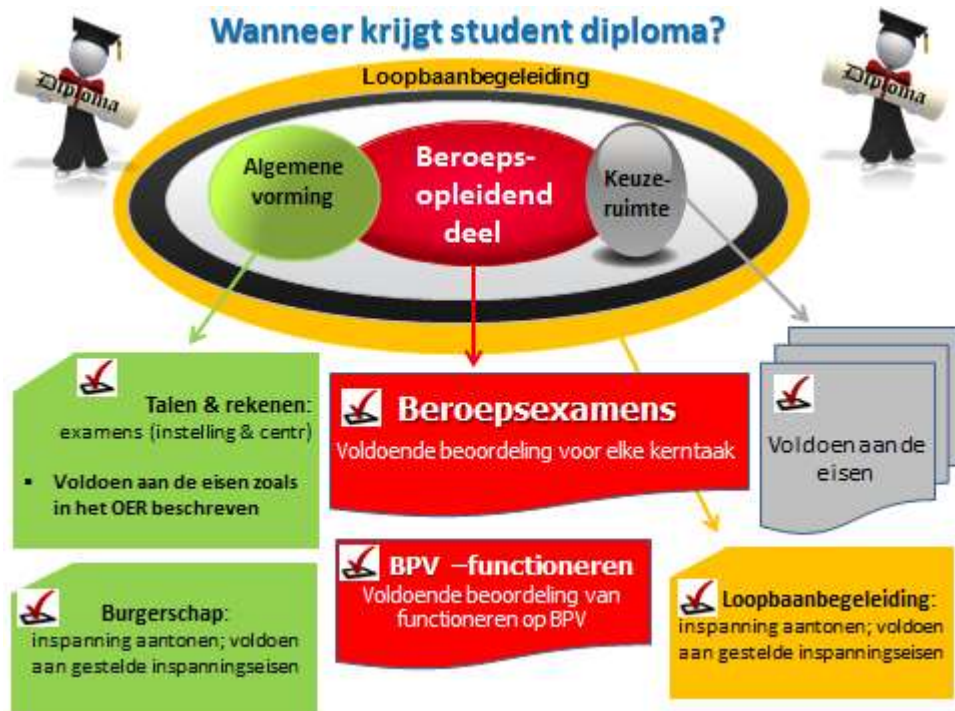 Wanneer krijgt student diploma?
Diploma
Diploma
Loopbaanbegeleiding
Algemene
vorming
Beroeps-
opleidend
deel
Keuze-
ruimte
Talen & rekenen:
examens (instelling & centr)
▪ Voldoen aan de eisen zoals
in het OER beschreven
Beroepsexamens
Voldoende beoordeling voor elke kerntaak
Voldoen aan de
eisen
Burgerschap:
inspanning aantonen; voldoen
aan gestelde inspanningseisen
BPV –functioneren
Voldoende beoordeling van
functioneren op BPV
Loopbaanbegeleiding:
inspanning aantonen; voldoen
aan gestelde inspanningseisen